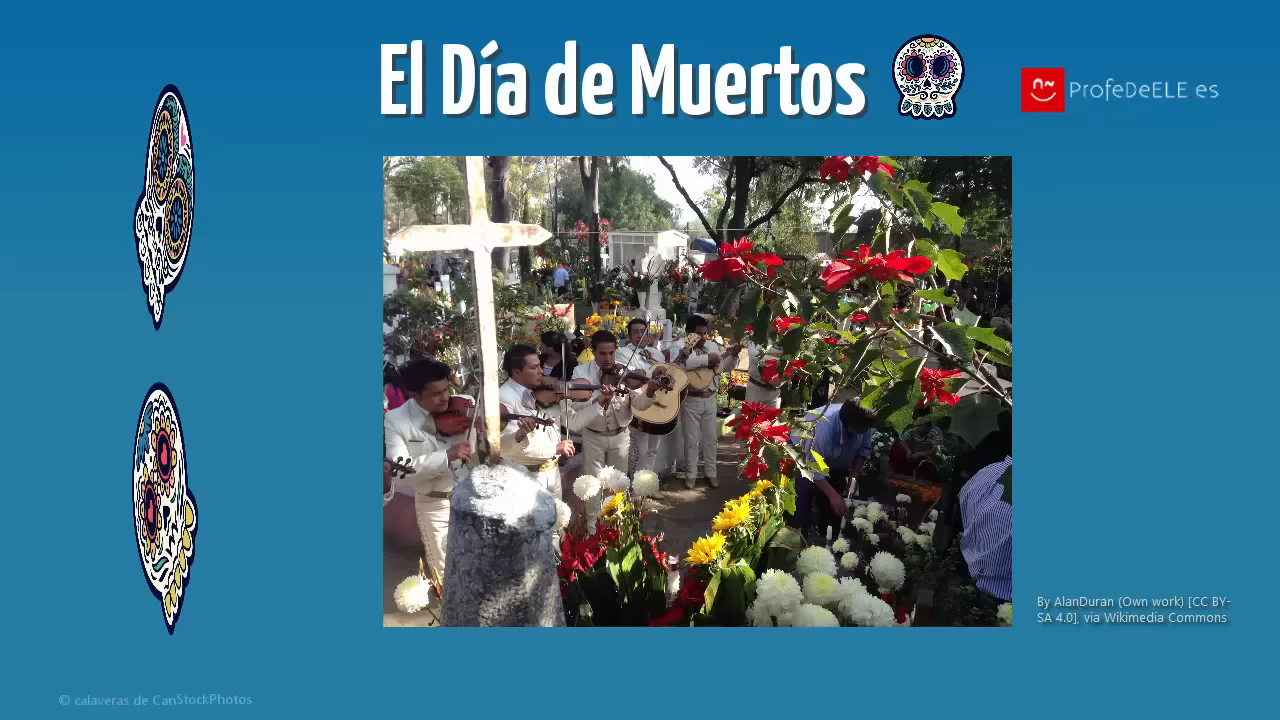 El Día de Muertos
ProfeDeELE es
By AlanDuran (Own work) [CC BY-
SA 4.0], via Wikimedia Commons
© calaveras de CanStockPhotos